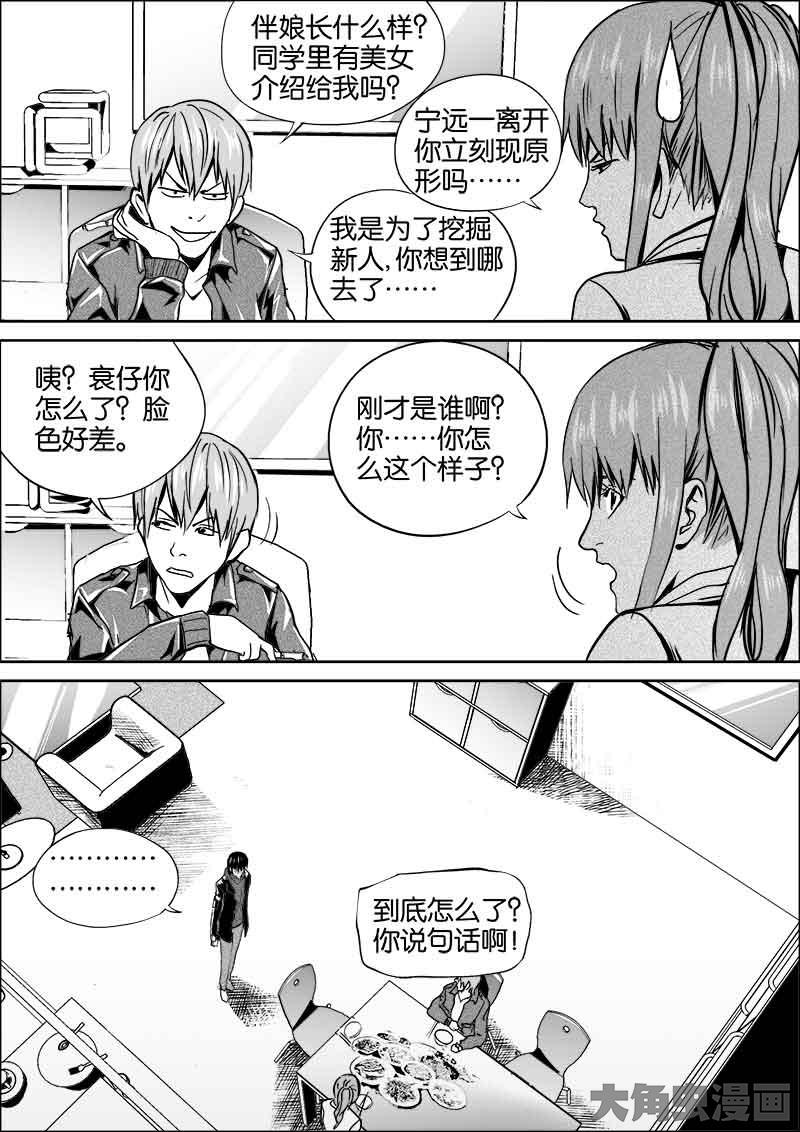 伴娘长什么样？
同学里有美女
介绍给我吗？
宁远一离开
你立刻现原
形吗……
我是为了挖掘
新人，你想到哪
去了……
咦？衰仔你
怎么了？脸
色好差。
刚才是谁啊？
你……你怎
么这个样子？
…………
…………
到底怎么了？
你说句话啊！
大角虫漫画